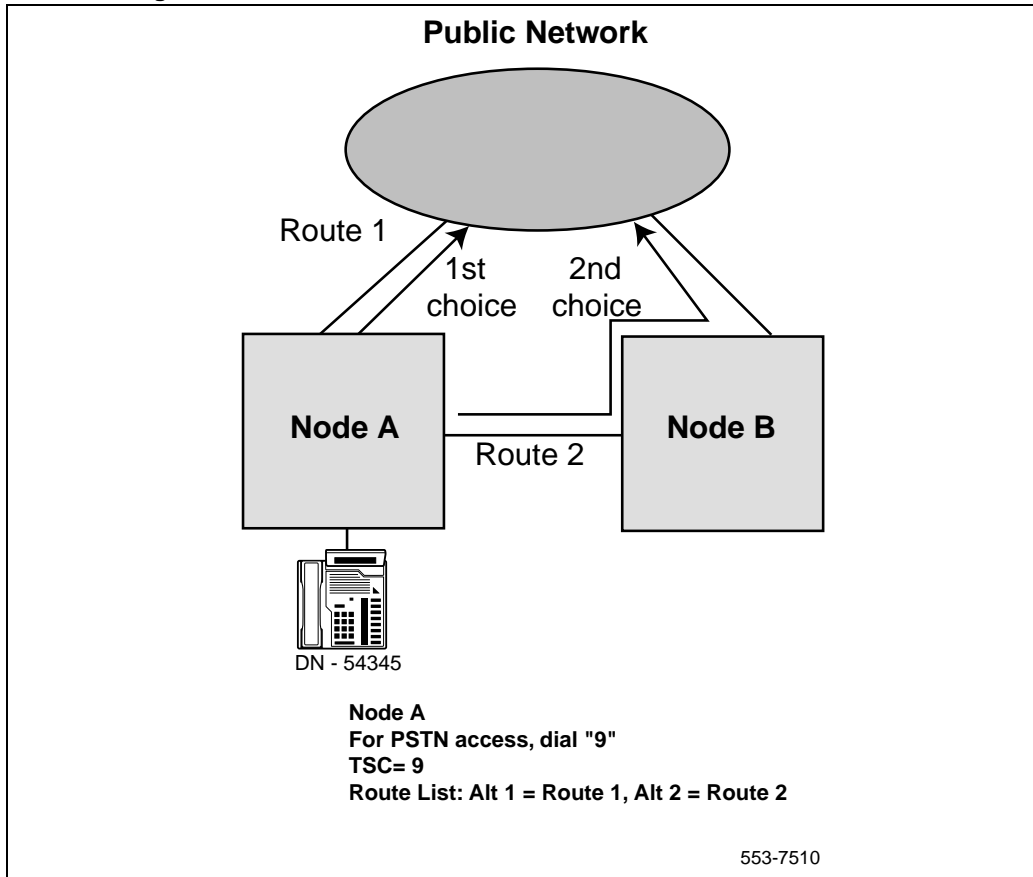 Public Network
Route 1
1st
choice
2nd
choice
Node A
Node B
Route 2
DN - 54345
Node A
For PSTN access, dial "9"
TSC= 9
Route List: Alt 1 = Route 1, Alt 2 = Route 2
553-7510